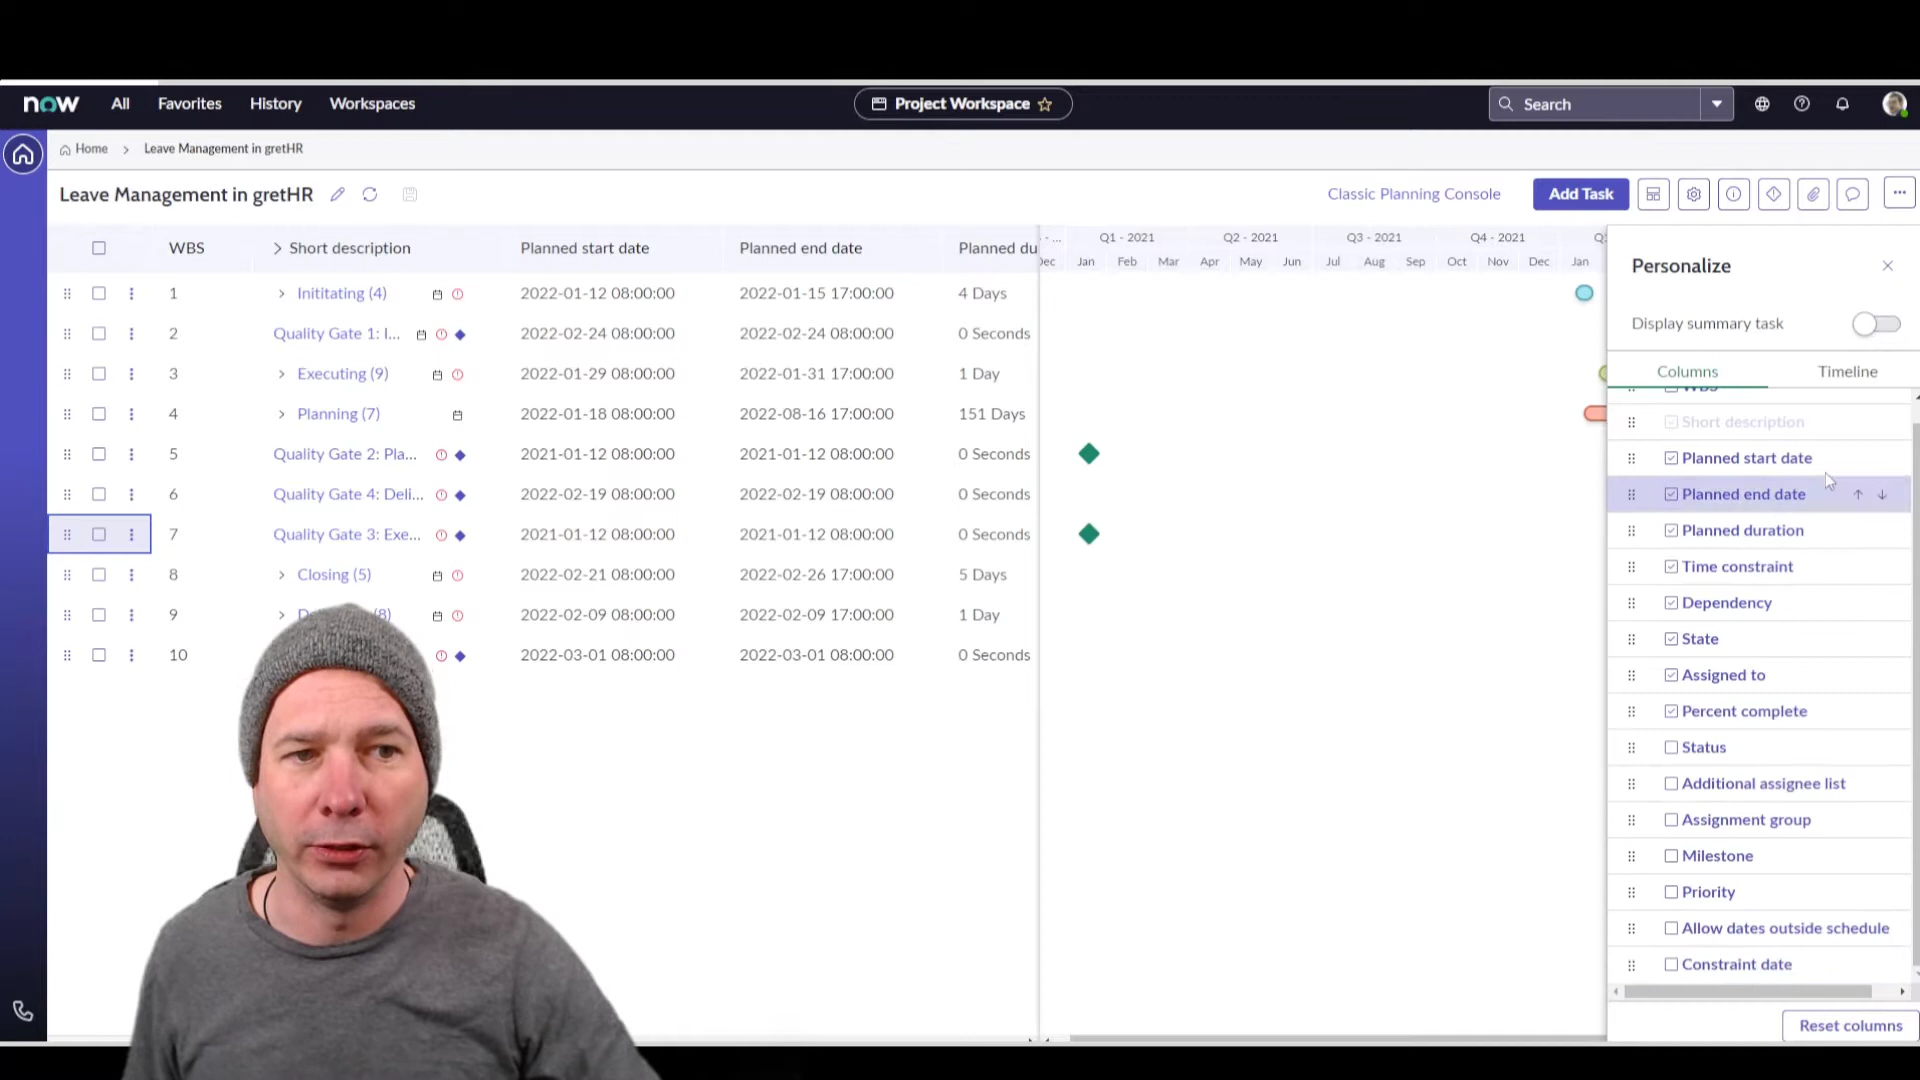 now All Favorites History Workspaces Project Workspace Search
Home > Leave Management in gretHR
Leave Management in gretHR Classic Planning Console Add Task
WBS Short description Planned start date Planned end date Planned du
- ... Q1 - 2021 Q2 - 2021 Q3 - 2021 Q4 - 2021
Jan Feb Mar Apr May Jun Jul Aug Sep Oct Nov Dec Jan
1 Inititating (4) 2022-01-12 08:00:00 2022-01-15 17:00:00 4 Days
2 Quality Gate 1: I... 2022-02-24 08:00:00 2022-02-24 08:00:00 0 Seconds
3 Executing (9) 2022-01-29 08:00:00 2022-01-31 17:00:00 1 Day
4 Planning (7) 2022-01-18 08:00:00 2022-08-16 17:00:00 151 Days
5 Quality Gate 2: Pla... 2021-01-12 08:00:00 2021-01-12 08:00:00 0 Seconds
6 Quality Gate 4: Deli... 2022-02-19 08:00:00 2022-02-19 08:00:00 0 Seconds
7 Quality Gate 3: Exe... 2021-01-12 08:00:00 2021-01-12 08:00:00 0 Seconds
8 Closing (5) 2022-02-21 08:00:00 2022-02-26 17:00:00 5 Days
9 (8) 2022-02-09 08:00:00 2022-02-09 17:00:00 1 Day
10 2022-03-01 08:00:00 2022-03-01 08:00:00 0 Seconds
Personalize
Display summary task
Columns Timeline
WBS
Short description
Planned start date
Planned end date
Planned duration
Time constraint
Dependency
State
Assigned to
Percent complete
Status
Additional assignee list
Assignment group
Milestone
Priority
Allow dates outside schedule
Constraint date
Reset columns